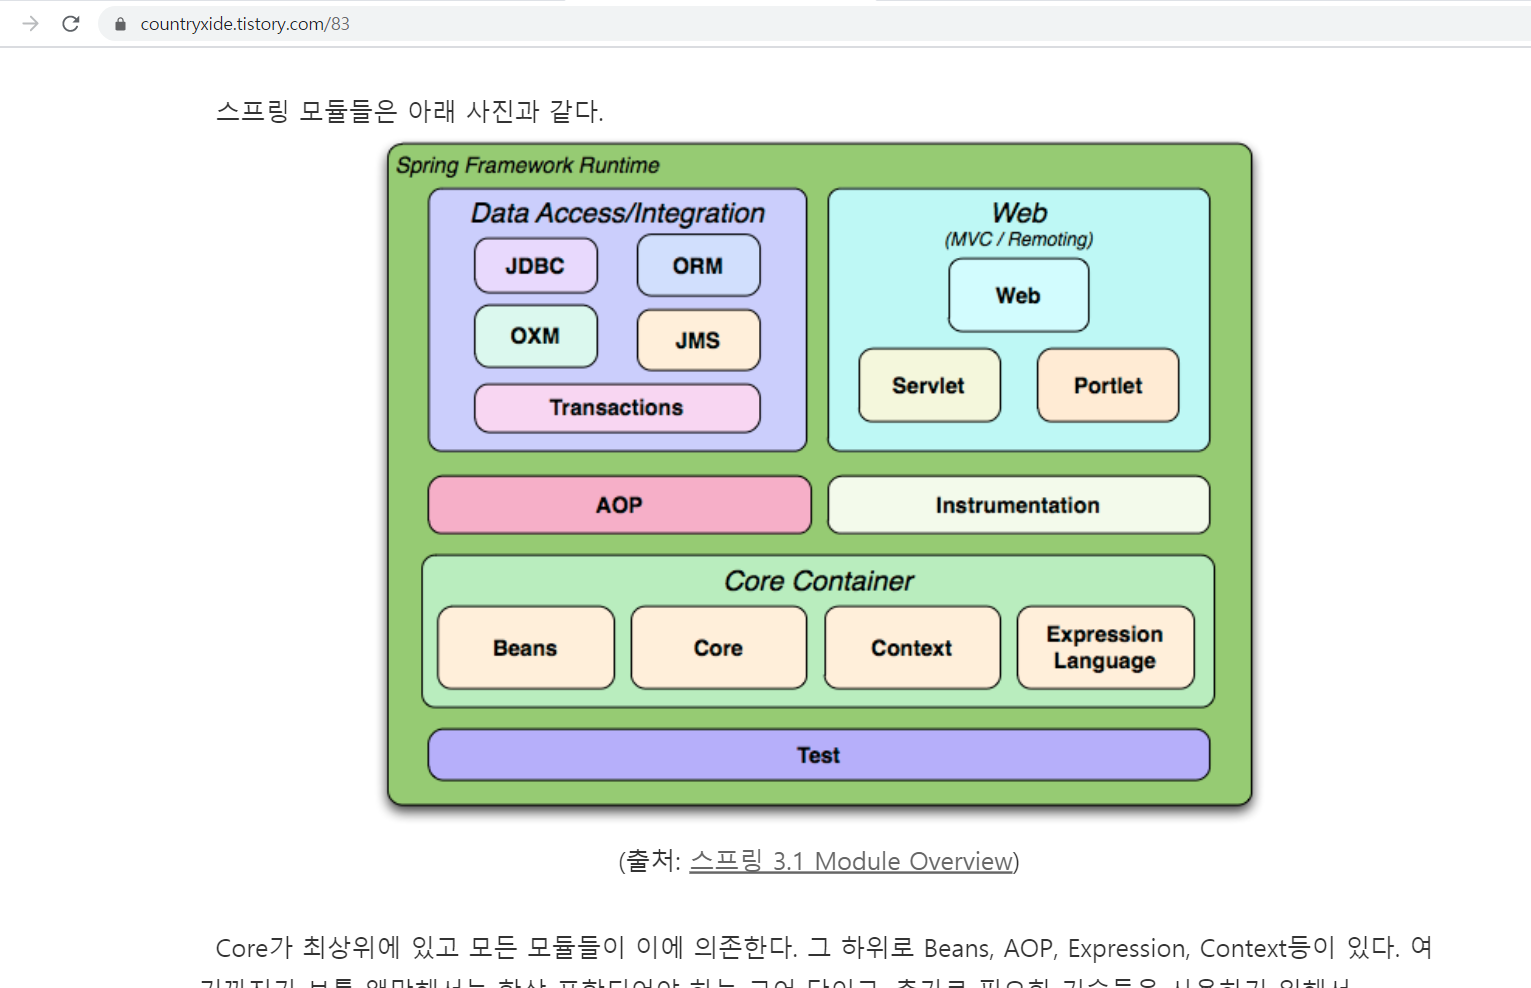 countryxide.tistory.com/83
스프링 모듈들은 아래 사진과 같다.
Spring Framework Runtime
Data Access/Integration
JDBC
ORM
OXM
JMS
Transactions
Web
(MVC / Remoting)
Web
Servlet
Portlet
AOP
Instrumentation
Core Container
Beans
Core
Context
Expression
Language
Test
(출처: 스프링 3.1 Module Overview)
Core가 최상위에 있고 모든 모듈들이 이에 의존한다. 그 하위로 Beans, AOP, Expression, Context등이 있다. 여